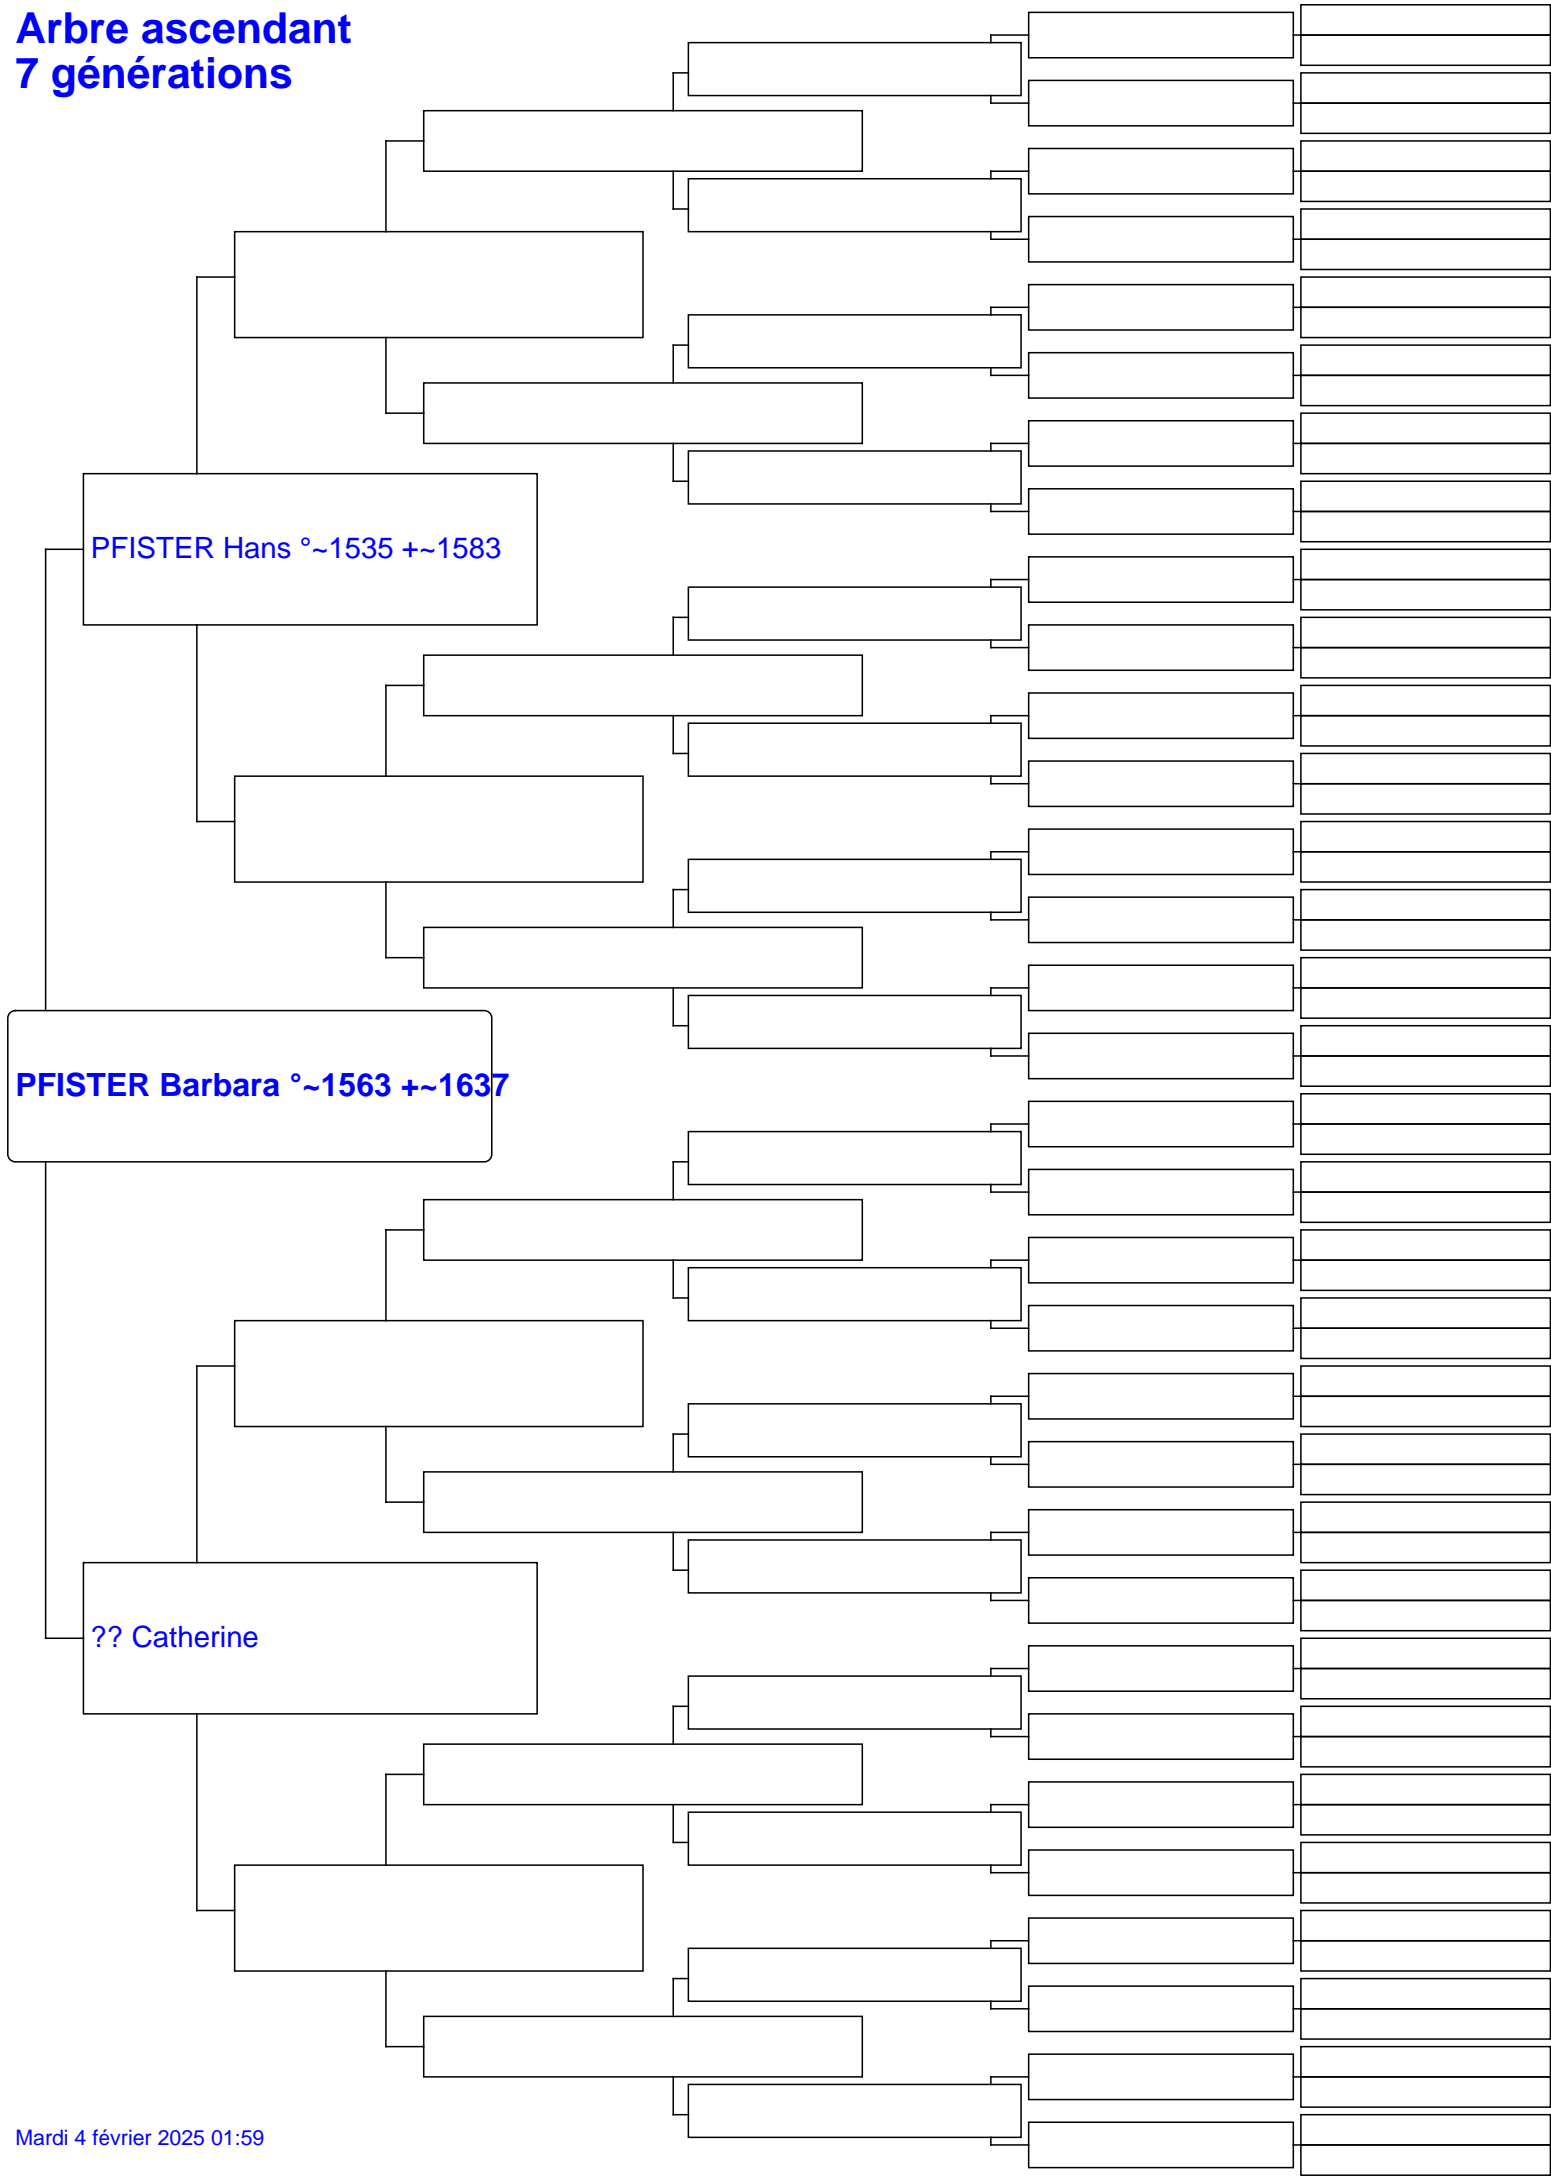 Arbre ascendant
7 générations
PFISTER Hans °~1535 +~1583
PFISTER Barbara °~1563 +~1637
?? Catherine
Mardi 4 février 2025 01:59